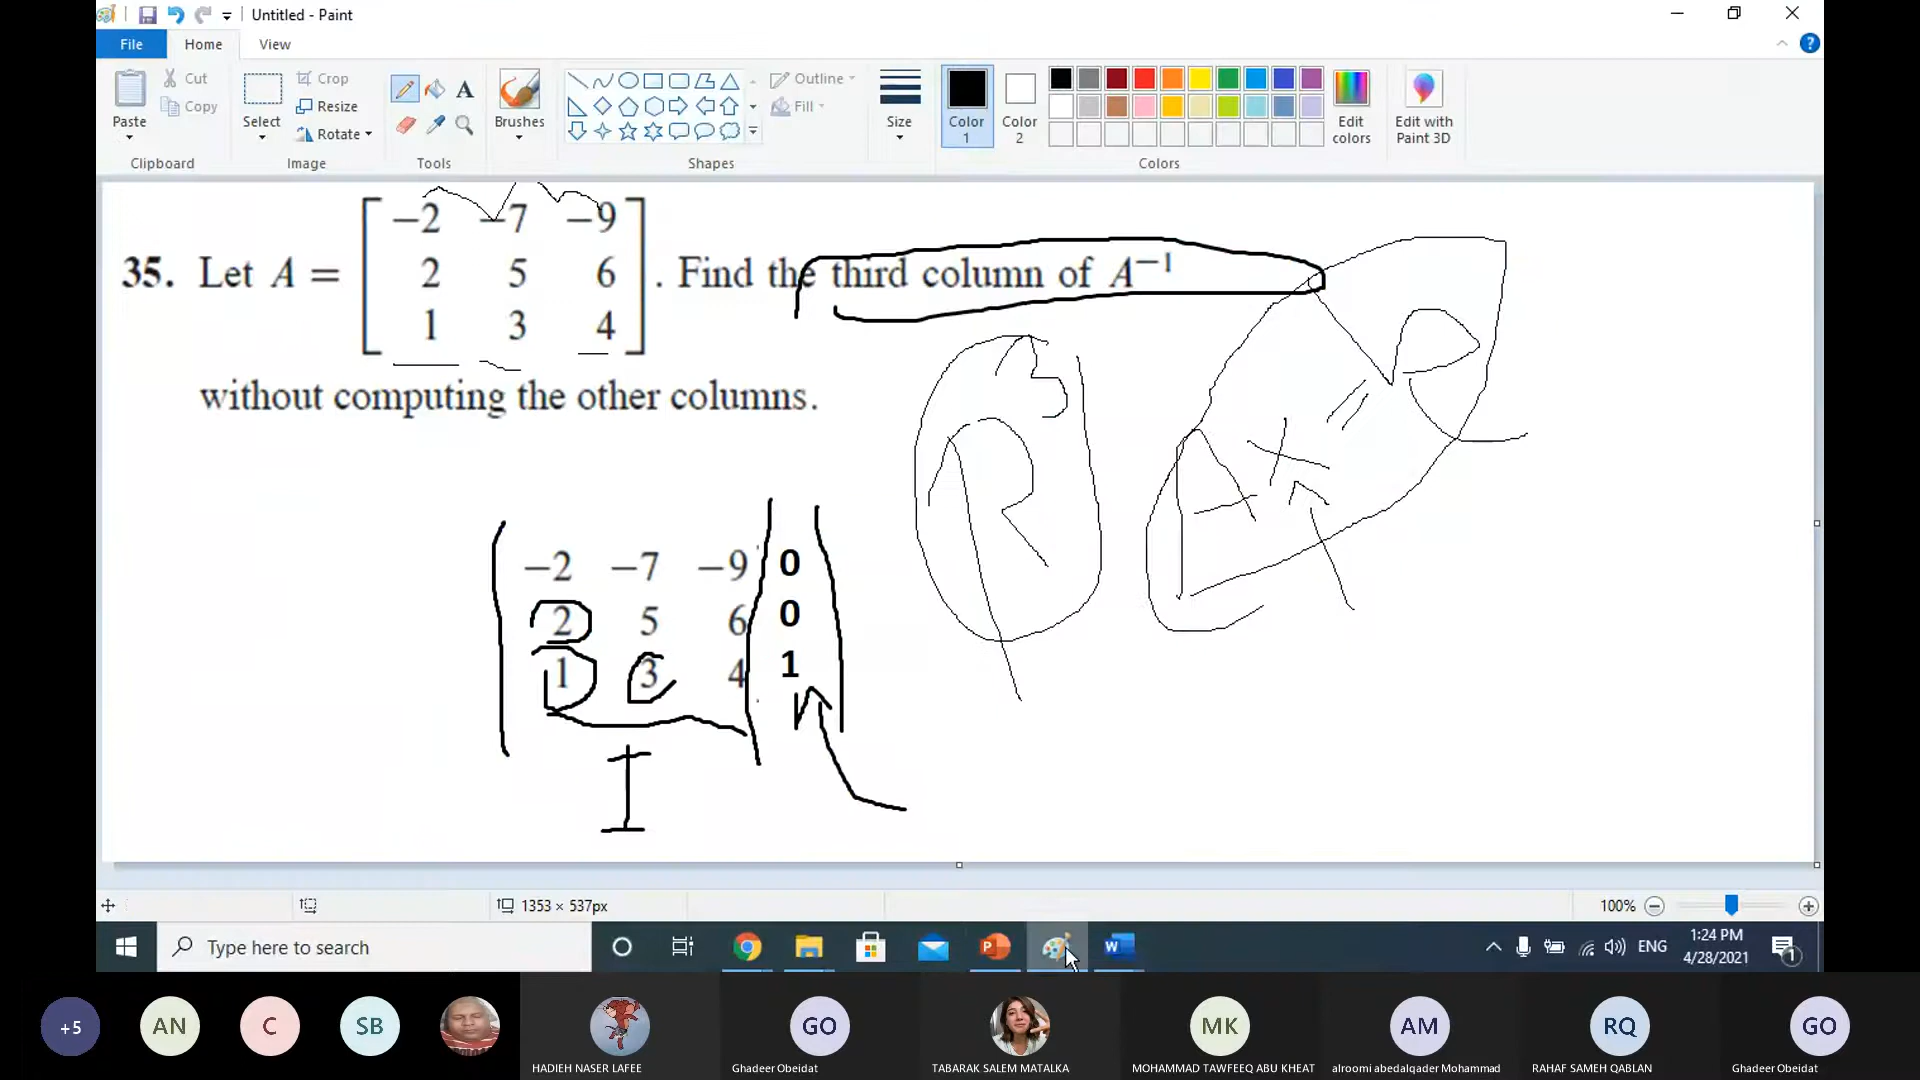 Untitled - Paint
File Home View
Paste Cut Copy Clipboard
Select Crop Resize Rotate Image
Tools
Brushes
Outline Fill Shapes
Size
Color 1 Color 2 Edit colors Colors
Edit with Paint 3D
35. Let A = [ −2 −7 −9
2 5 6
1 3 4 ] . Find the third column of A−1
without computing the other columns.
R3
Ax = b
−2 −7 −9 0
2 5 6 0
1 3 4 1
I
1353 × 537px
100%
Type here to search
ENG
1:24 PM
4/28/2021
1
+5 AN C SB GO MK AM RQ GO
HADIEH NASER LAFEE Ghadeer Obeidat TABARAK SALEM MATALKA MOHAMMAD TAWFEEQ ABU KHEAT alroomi abedalqader Mohammad RAHAF SAMEH QABLAN Ghadeer Obeidat